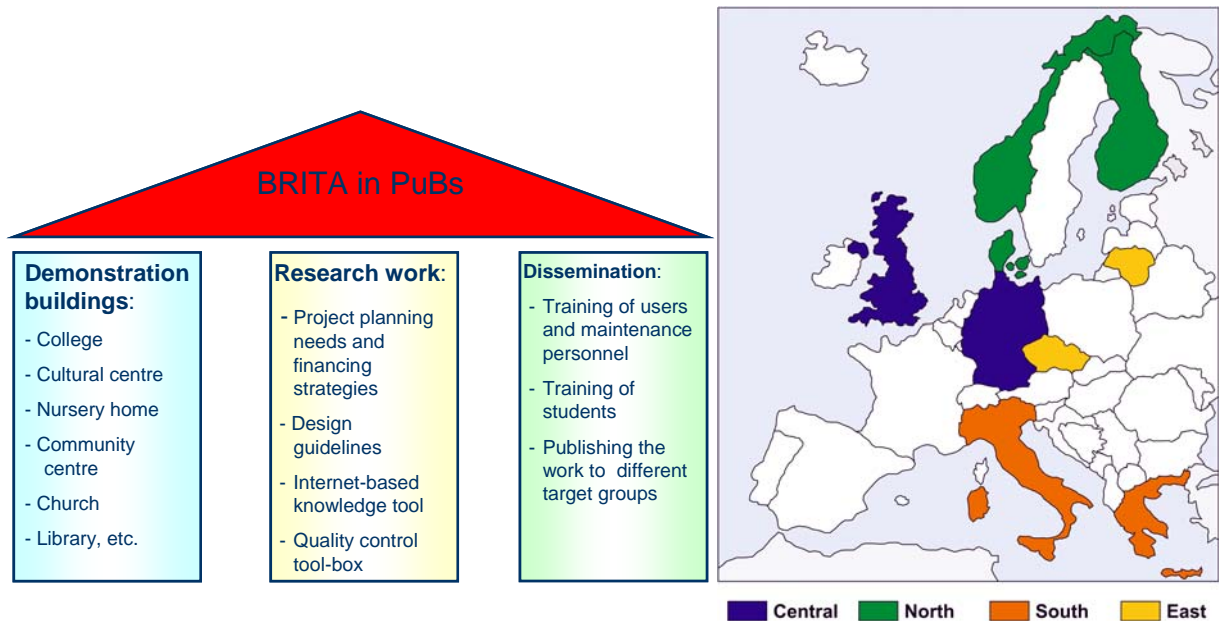 BRITA in PuBs
Demonstration
buildings:
- College
- Cultural centre
- Nursery home
- Community
centre
- Church
- Library, etc.
Research work:
- Project planning
needs and
financing
strategies
- Design
guidelines
- Internet-based
knowledge tool
- Quality control
tool-box
Dissemination:
- Training of users
and maintenance
personnel
- Training of
students
- Publishing the
work to different
target groups
Central
North
South
East